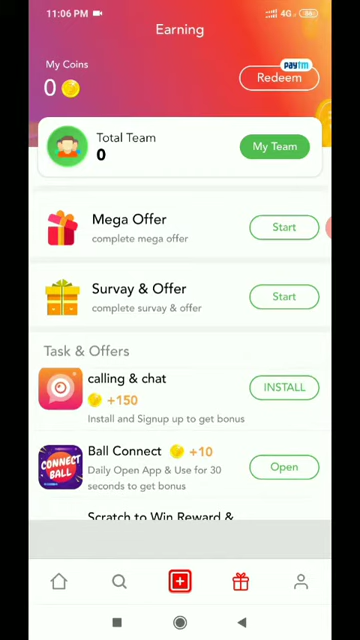 11:06 PM
4G
Earning
My Coins
paytm
0
Redeem
Total Team
0
My Team
Mega Offer
complete mega offer
Start
Survay & Offer
complete survay & offer
Start
Task & Offers
calling & chat
+150
INSTALL
Install and Signup up to get bonus
CONNECT
BALL
Ball Connect
+10
Daily Open App & Use for 30
seconds to get bonus
Open
Scratch to Win Reward &